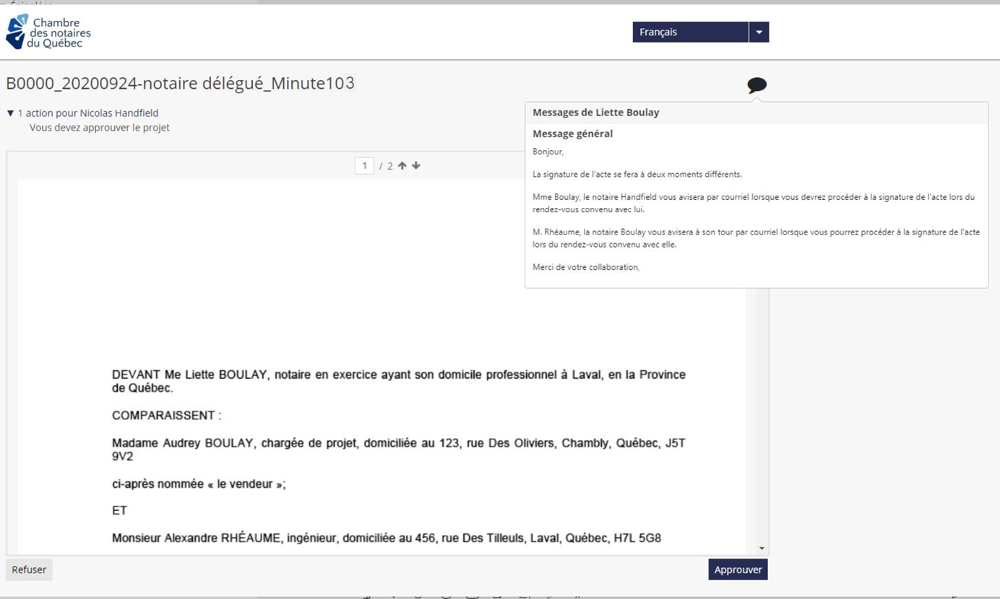 Épinglées
Chambre
des notaires
du Québec
Français
B0000_20200924-notaire délégué_Minute103
▼ 1 action pour Nicolas Handfield
Vous devez approuver le projet
Messages de Liette Boulay
Message général
Bonjour,
La signature de l'acte se fera à deux moments différents.
Mme Boulay, le notaire Handfield vous avisera par courriel lorsque vous devrez procéder à la signature de l'acte lors du
rendez-vous convenu avec lui.
M. Rhéaume, la notaire Boulay vous avisera à son tour par courriel lorsque vous pourrez procéder à la signature de l'acte
lors du rendez-vous convenu avec elle.
Merci de votre collaboration,
1 / 2
DEVANT Me Liette BOULAY, notaire en exercice ayant son domicile professionnel à Laval, en la Province
de Québec.
COMPARAISSENT :
Madame Audrey BOULAY, chargée de projet, domiciliée au 123, rue Des Oliviers, Chambly, Québec, J5T
9V2
ci-après nommée « le vendeur »;
ET
Monsieur Alexandre RHÉAUME, ingénieur, domiciliée au 456, rue Des Tilleuls, Laval, Québec, H7L 5G8
Refuser
Approuver